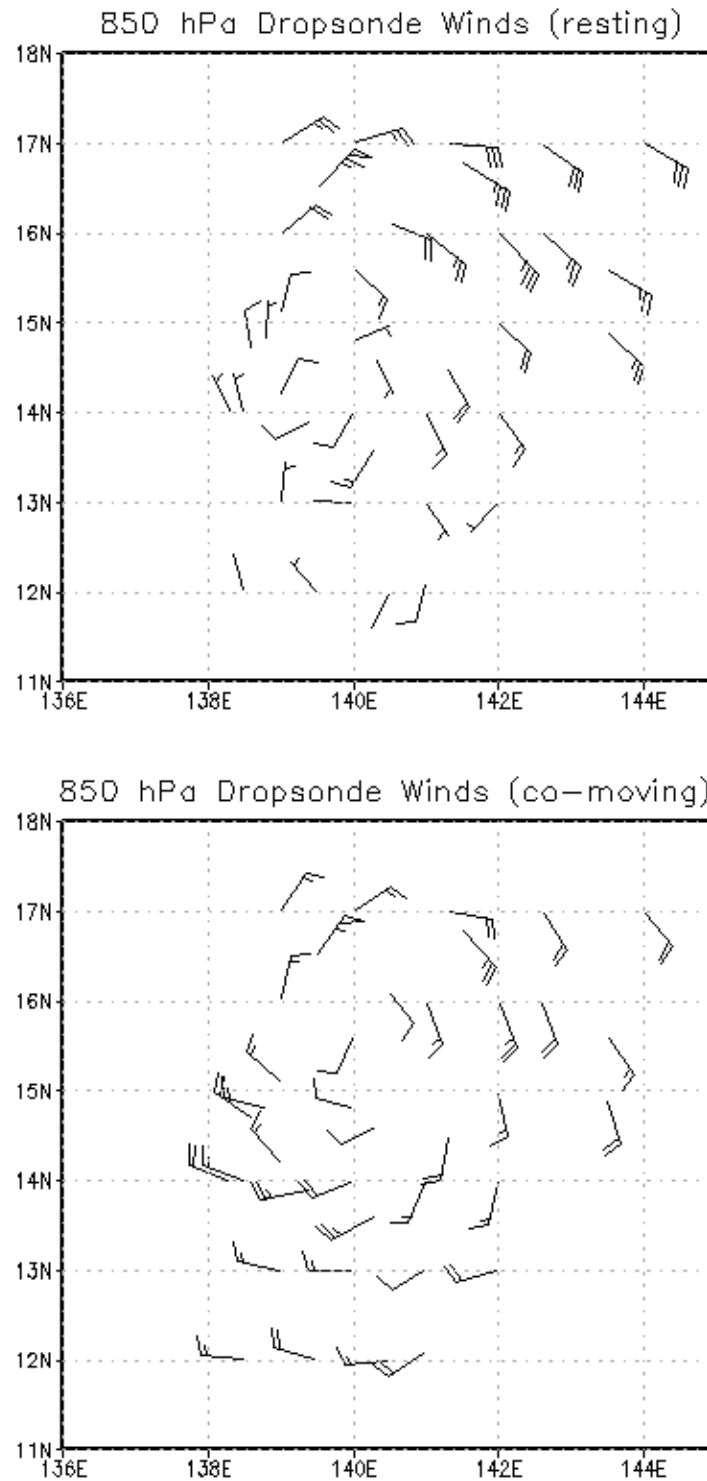 850 hPa Dropsonde Winds (resting)
18N
17N
16N
15N
14N
13N
12N
11N
136E 138E 140E 142E 144E
850 hPa Dropsonde Winds (co-moving)
18N
17N
16N
15N
14N
13N
12N
11N
136E 138E 140E 142E 144E